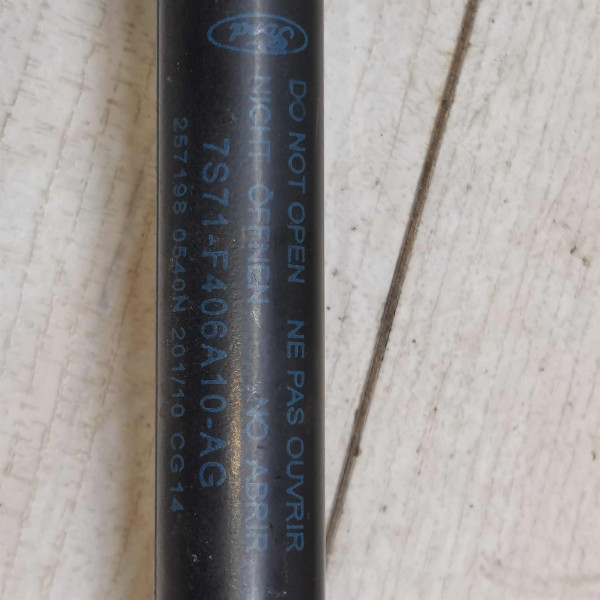 Ford
DO NOT OPEN NE PAS OUVRIR
NICHT ÖFFNEN NO ABRIR
7S71-F406A10-AG
257198 0540N 201/10 CG 14